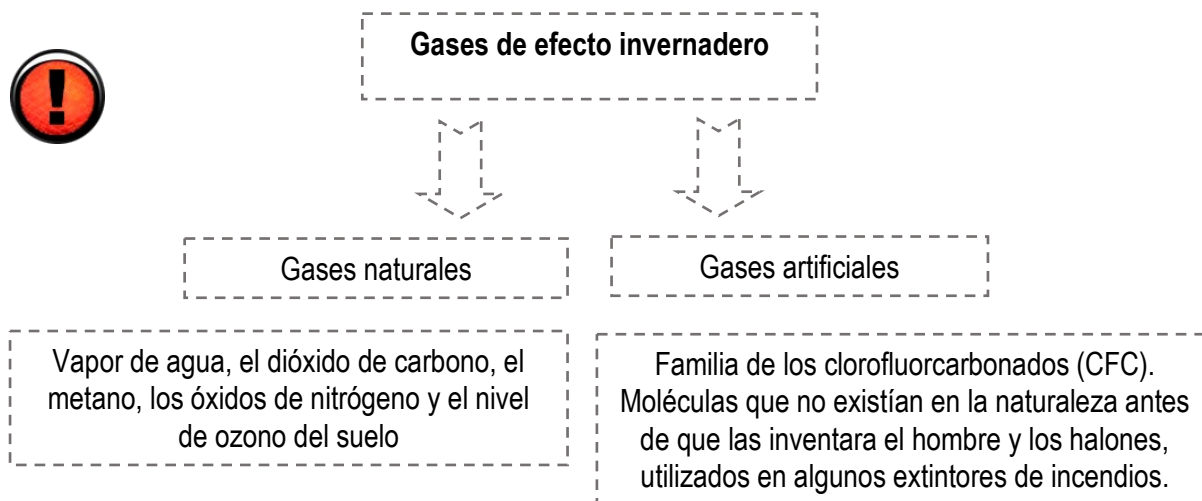 Gases de efecto invernadero
Gases naturales
Gases artificiales
Vapor de agua, el dióxido de carbono, el
metano, los óxidos de nitrógeno y el nivel
de ozono del suelo
Familia de los clorofluorcarbonados (CFC).
Moléculas que no existían en la naturaleza antes
de que las inventara el hombre y los halones,
utilizados en algunos extintores de incendios.